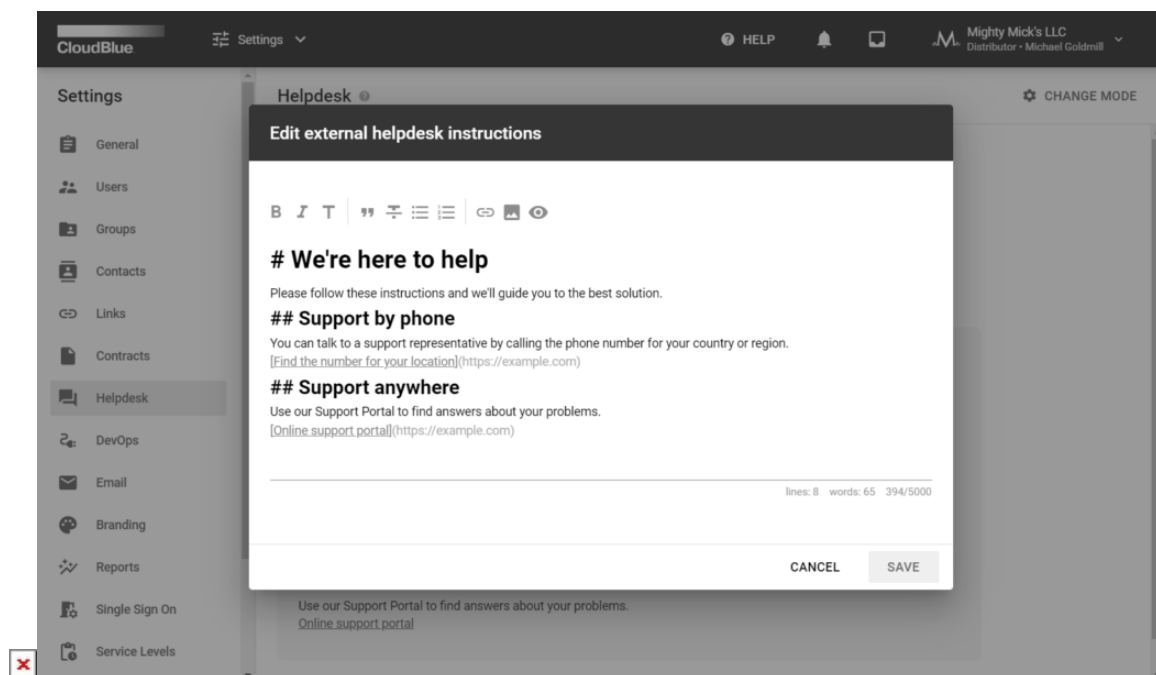 CloudBlue
Settings
HELP
Mighty Mick's LLC
Distributor • Michael Goldmill
Settings
General
Users
Groups
Contacts
Links
Contracts
Helpdesk
DevOps
Email
Branding
Reports
Single Sign On
Service Levels
Helpdesk
CHANGE MODE
Edit external helpdesk instructions
B I T
# We're here to help
Please follow these instructions and we'll guide you to the best solution.
## Support by phone
You can talk to a support representative by calling the phone number for your country or region.
[Find the number for your location](https://example.com)
## Support anywhere
Use our Support Portal to find answers about your problems.
[Online support portal](https://example.com)
lines: 8 words: 65 394/5000
CANCEL SAVE
Use our Support Portal to find answers about your problems.
Online support portal